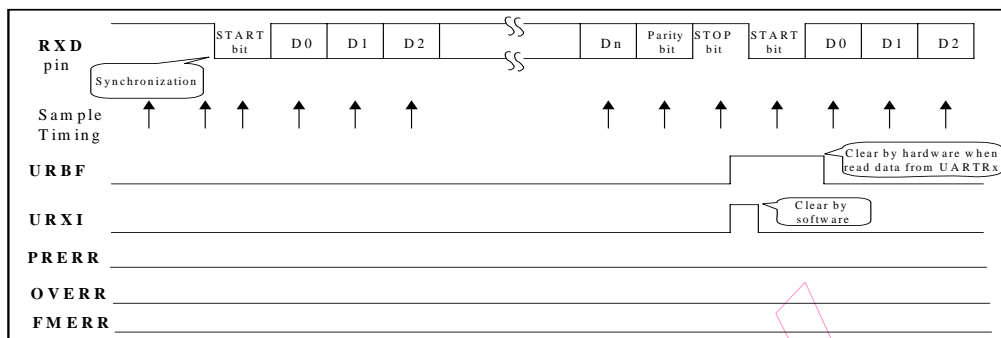 RXD
pin
START
bit
D0
D1
D2
Dn
Parity
bit
STOP
bit
START
bit
D0
D1
D2
Synchronization
Sample
Timing
URBF
Clear by hardware when
read data from UARTRx
URXI
Clear by
software
PRERR
OVERR
FMERR